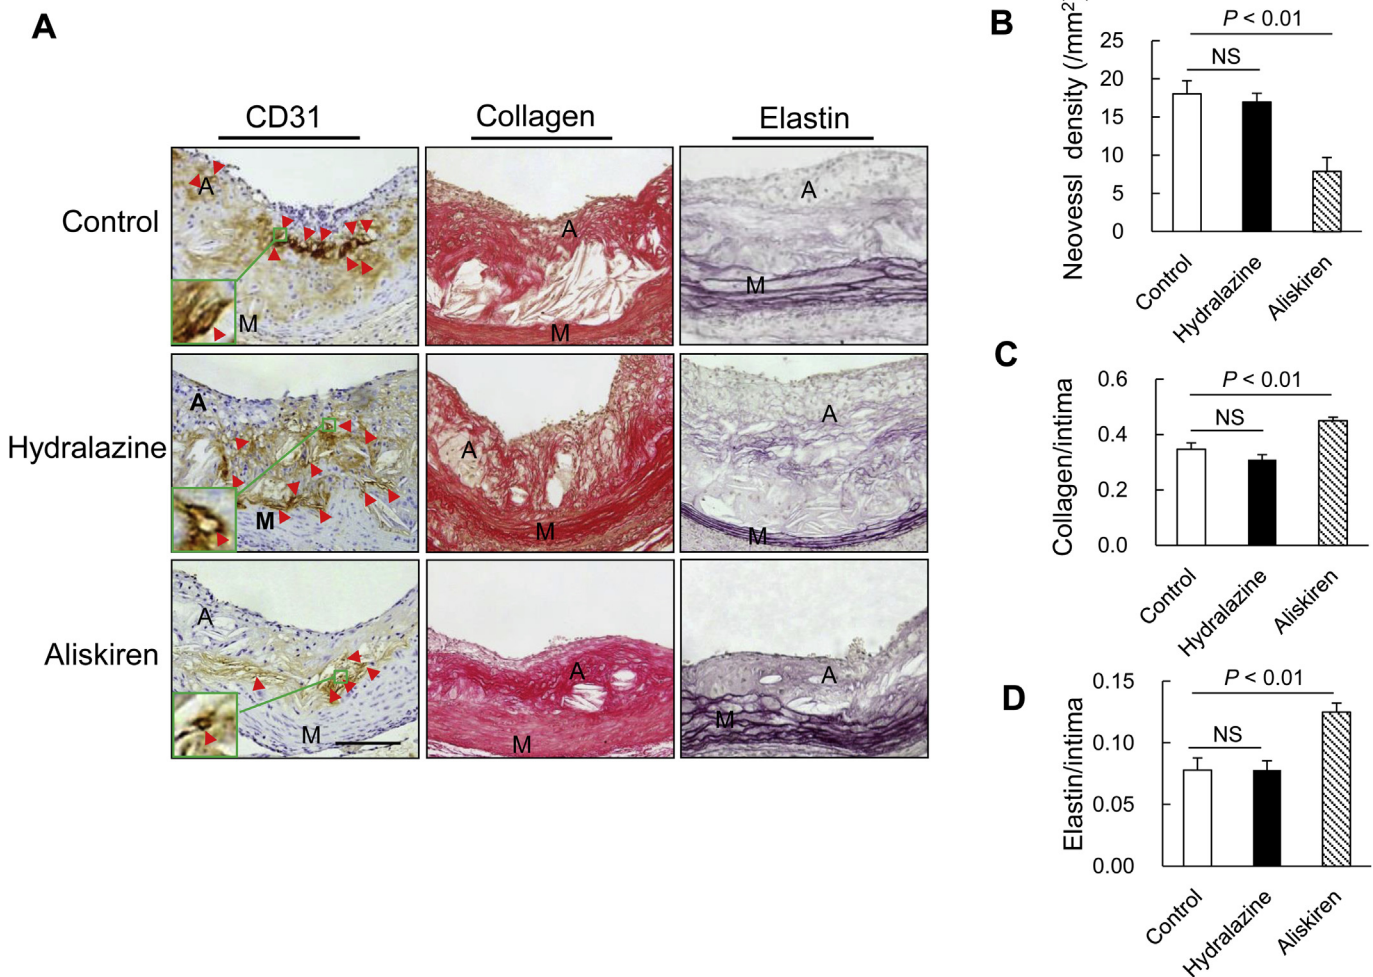 A
CD31
Collagen
Elastin
Control
A
M
A
M
A
M
Hydralazine
A
M
A
M
A
M
Aliskiren
A
M
A
M
A
M
B
Neovessl density (/mm²)
P < 0.01
NS
25
20
15
10
5
0
Control
Hydralazine
Aliskiren
C
Collagen/intima
P < 0.01
NS
0.6
0.4
0.2
0.0
Control
Hydralazine
Aliskiren
D
Elastin/intima
P < 0.01
NS
0.15
0.10
0.05
0.00
Control
Hydralazine
Aliskiren